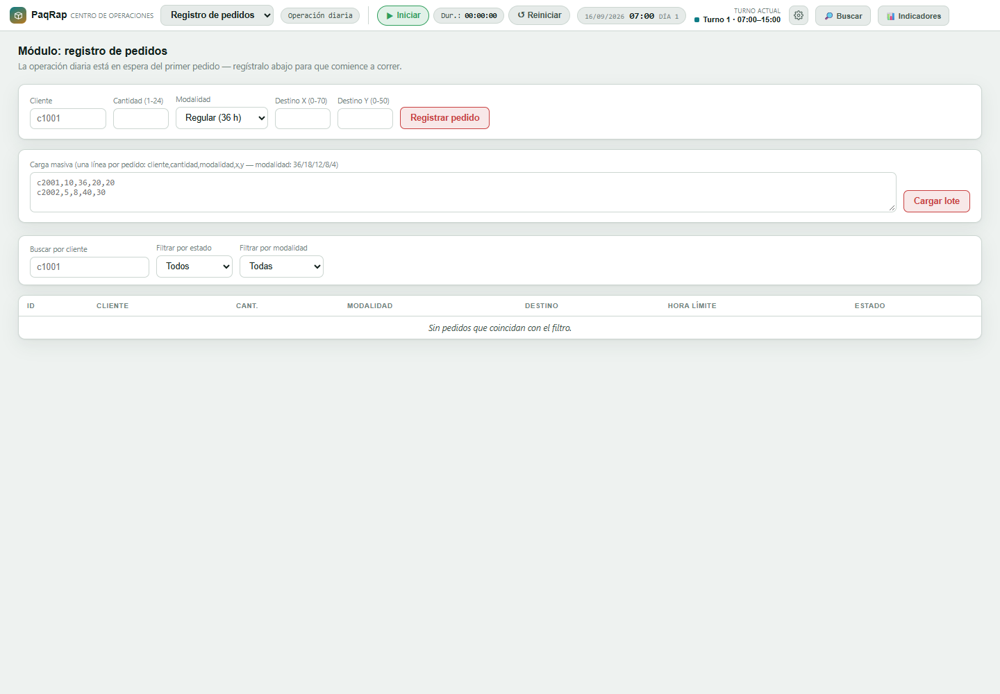 PaqRap CENTRO DE OPERACIONES
Registro de pedidos
Operación diaria
Iniciar
Dur.: 00:00:00
Reiniciar
16/09/2026 07:00 DÍA 1
TURNO ACTUAL
Turno 1 · 07:00–15:00
Buscar
Indicadores
Módulo: registro de pedidos
La operación diaria está en espera del primer pedido — regístralo abajo para que comience a correr.
Cliente
c1001
Cantidad (1-24)
Modalidad
Regular (36 h)
Destino X (0-70)
Destino Y (0-50)
Registrar pedido
Carga masiva (una línea por pedido: cliente,cantidad,modalidad,x,y — modalidad: 36/18/12/8/4)
c2001,10,36,20,20
c2002,5,8,40,30
Cargar lote
Buscar por cliente
c1001
Filtrar por estado
Todos
Filtrar por modalidad
Todas
ID CLIENTE CANT. MODALIDAD DESTINO HORA LÍMITE ESTADO
Sin pedidos que coincidan con el filtro.